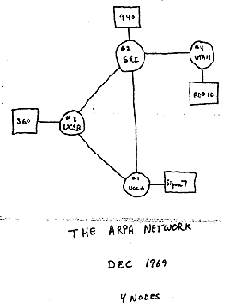 940
#2
SRI
#4
UTAH
PDP 10
360
#3
UCSB
#1
UCLA
Sigma 7
THE ARPA NETWORK
DEC 1969
4 NODES